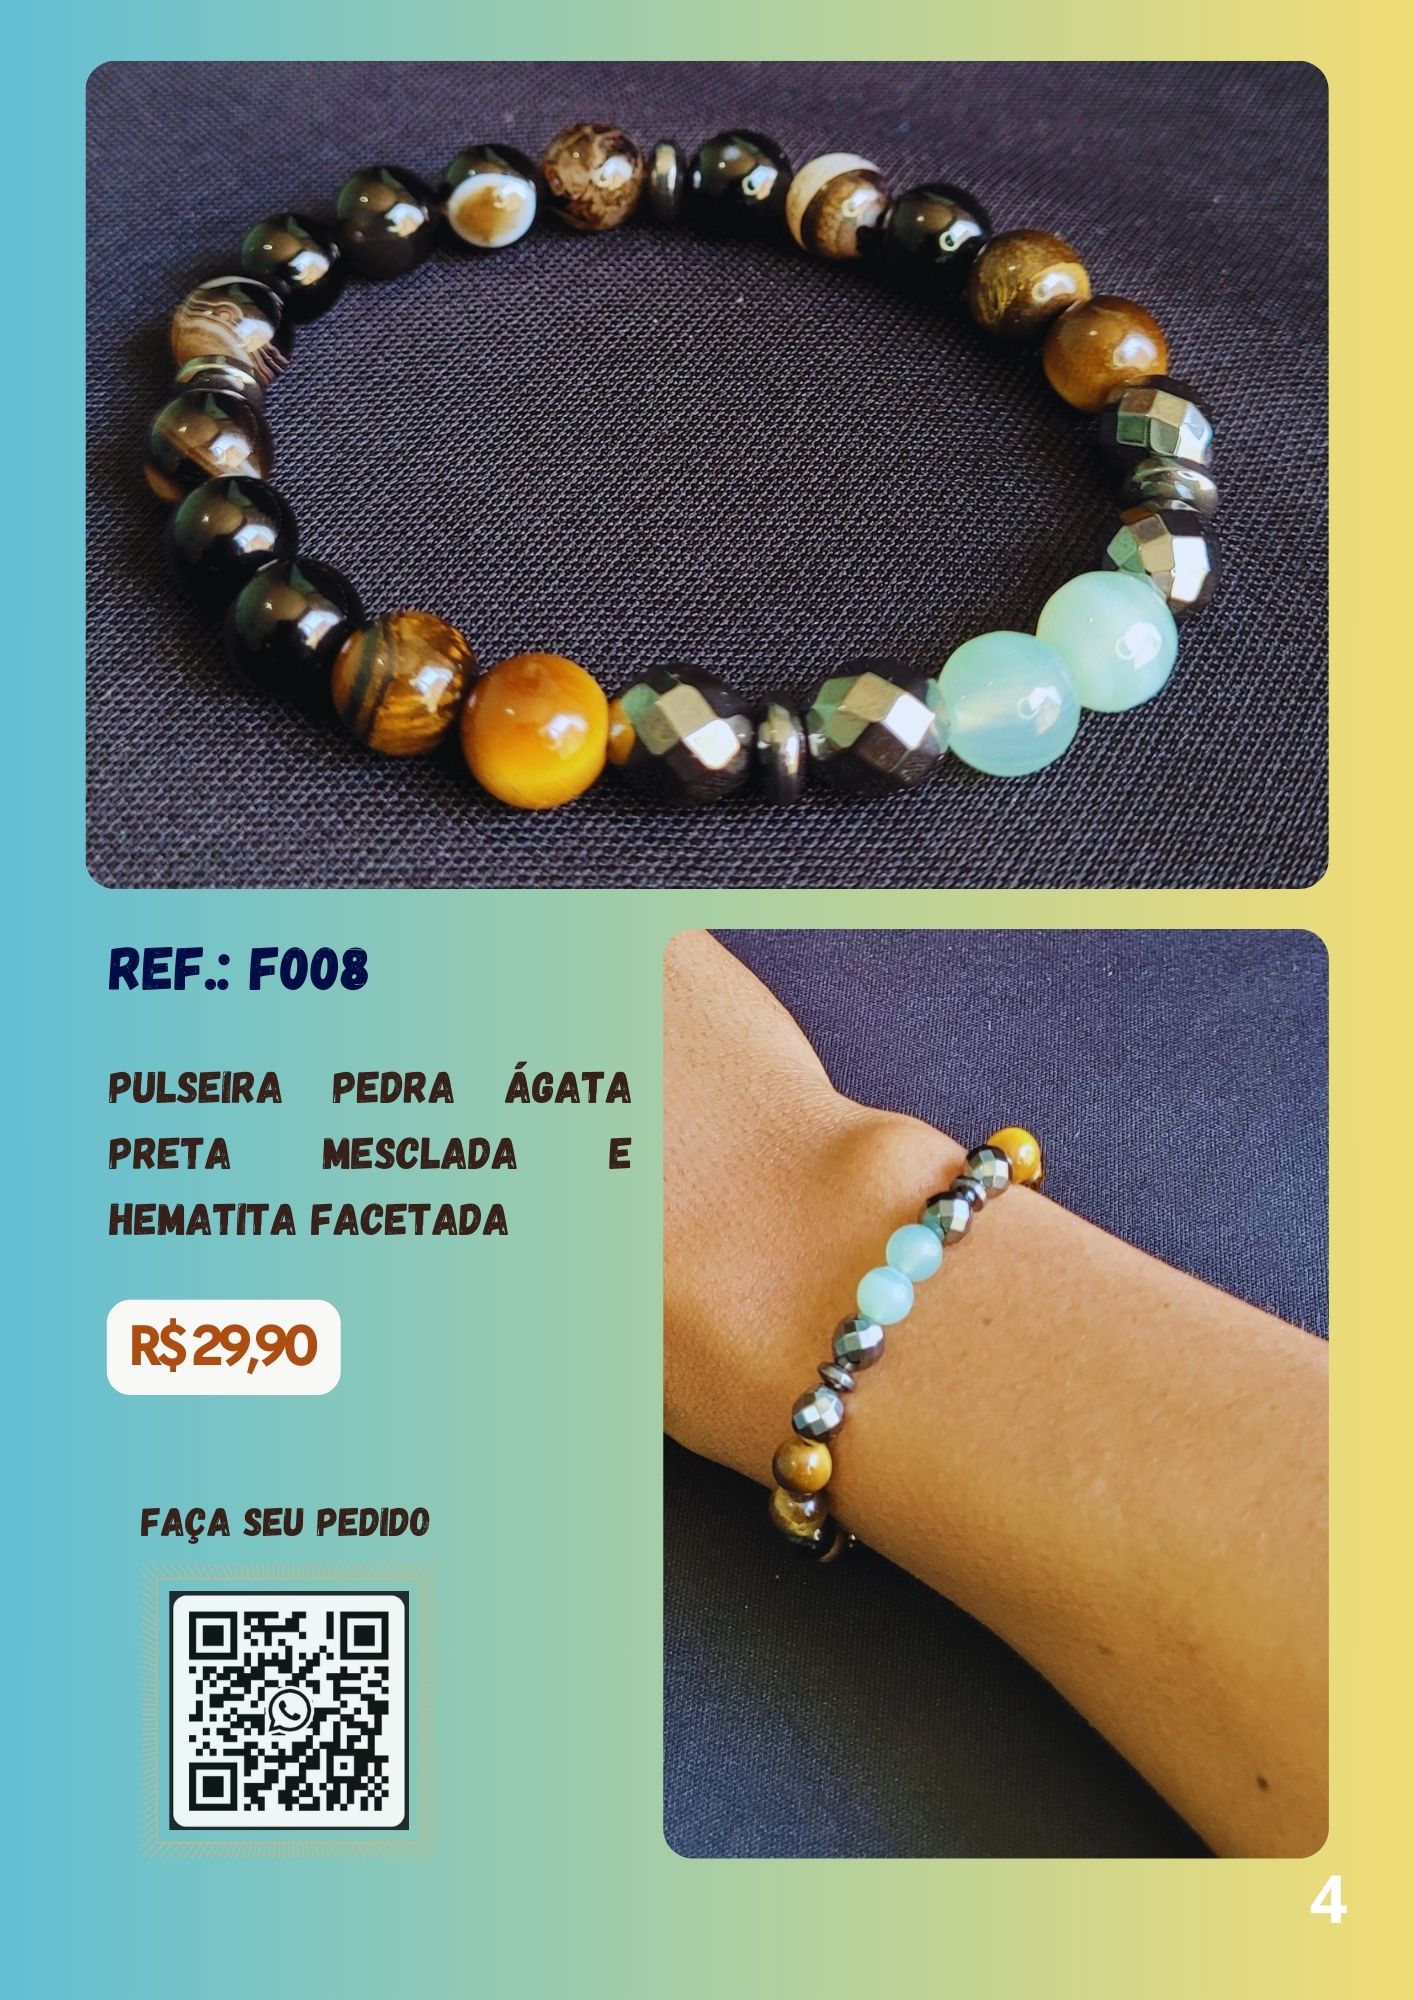 REF.: F008
PULSEIRA PEDRA ÁGATA
PRETA MESCLADA E
HEMATITA FACETADA
R$ 29,90
FAÇA SEU PEDIDO
4